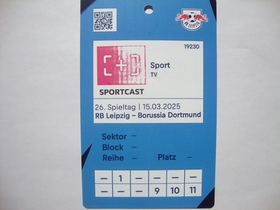 19230
Sport
TV
SPORTCAST
26. Spieltag | 15.03.2025
RB Leipzig – Borussia Dortmund
Sektor -
Block -
Reihe - Platz -
- 1 - - - -
- - - 9 10 11